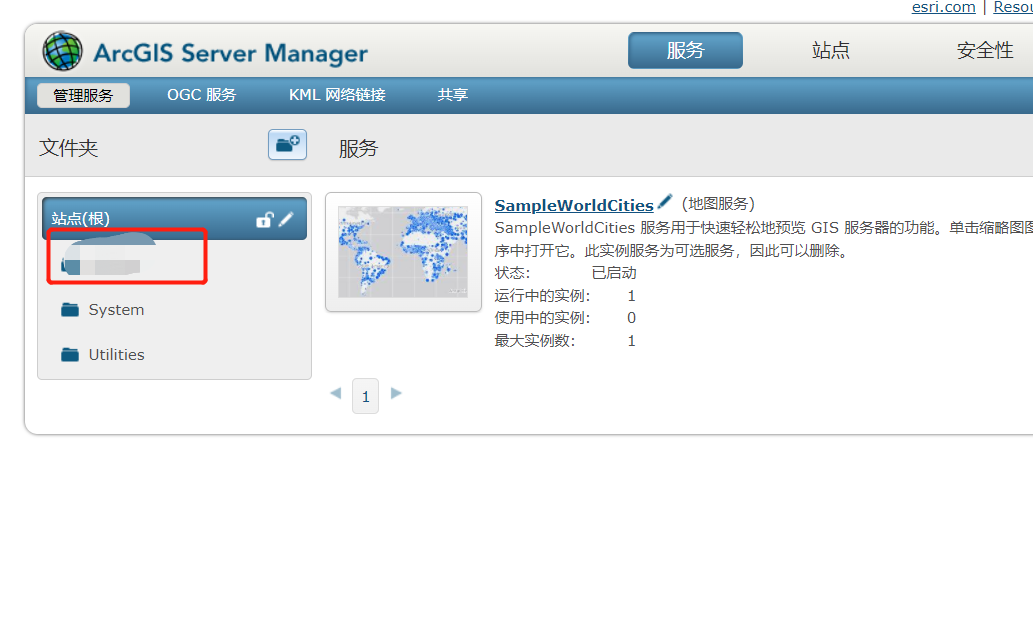 esri.com | Resou
ArcGIS Server Manager
服务 站点 安全性
管理服务 OGC 服务 KML 网络链接 共享
文件夹 服务
站点(根)
System
Utilities
SampleWorldCities (地图服务)
SampleWorldCities 服务用于快速轻松地预览 GIS 服务器的功能。单击缩略图
序中打开它。此实例服务为可选服务，因此可以删除。
状态: 已启动
运行中的实例: 1
使用中的实例: 0
最大实例数: 1
1